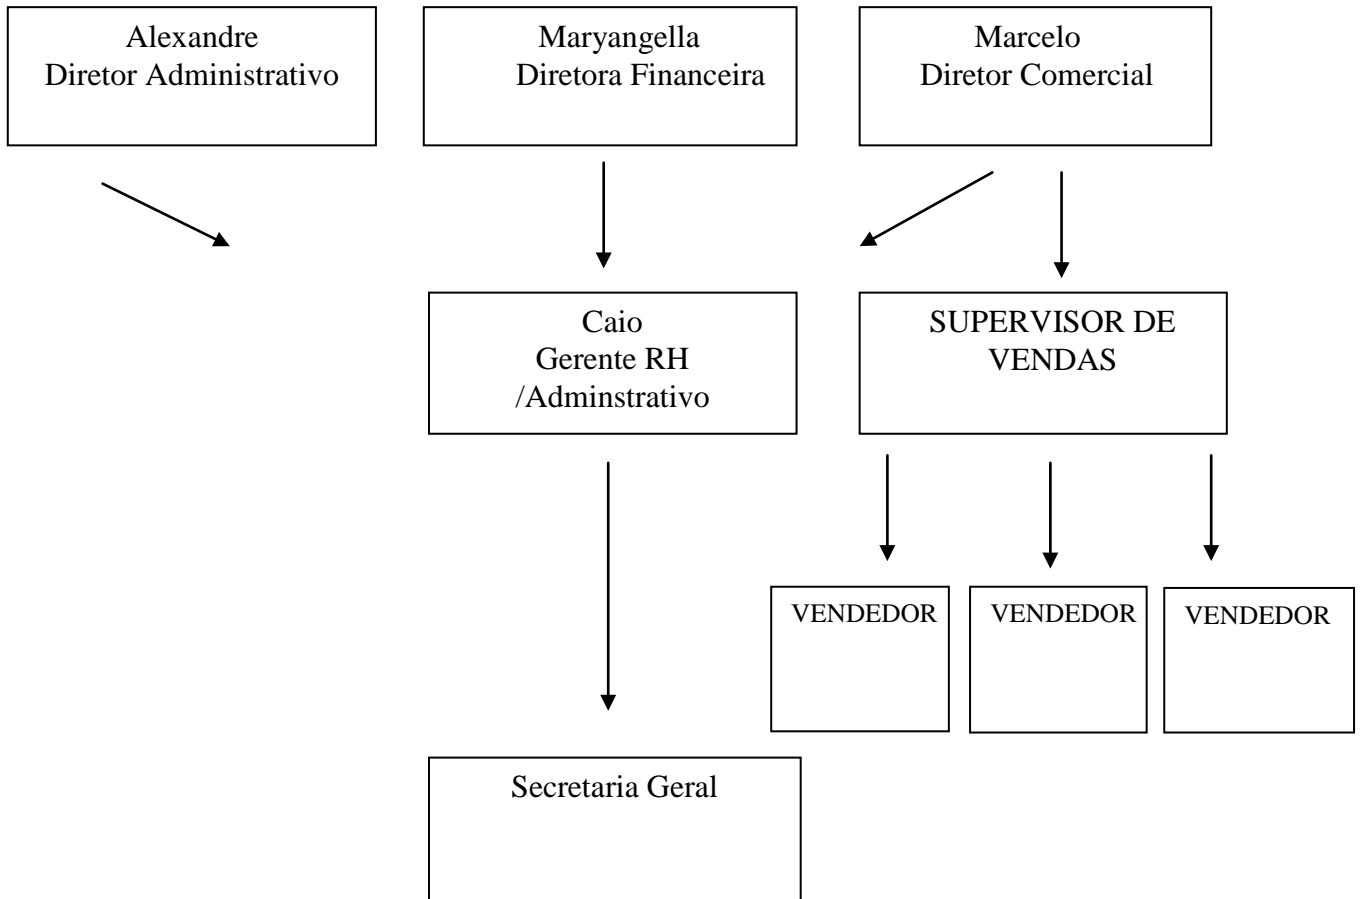 Alexandre
Diretor Administrativo
Maryangella
Diretora Financeira
Marcelo
Diretor Comercial
Caio
Gerente RH
/Adminstrativo
SUPERVISOR DE
VENDAS
VENDEDOR
VENDEDOR
VENDEDOR
Secretaria Geral